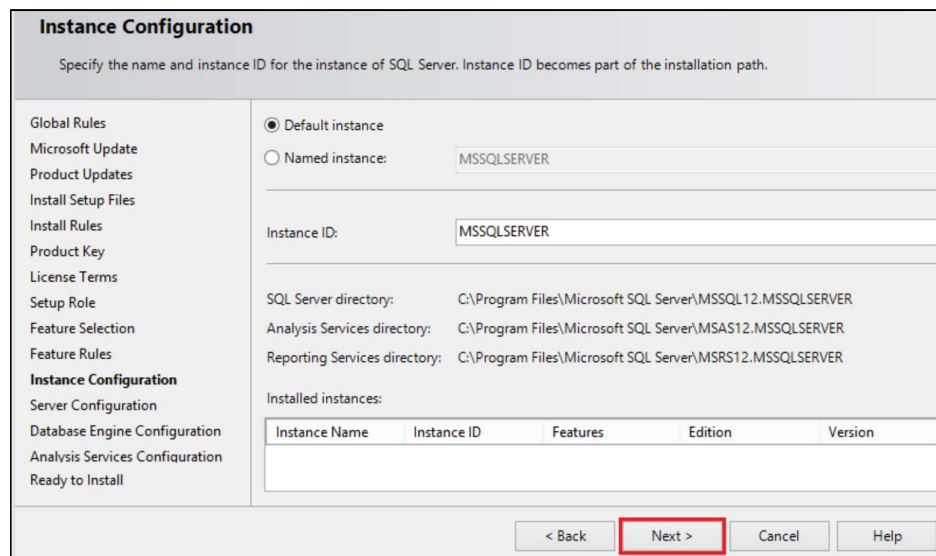 Instance Configuration
Specify the name and instance ID for the instance of SQL Server. Instance ID becomes part of the installation path.
Global Rules
Microsoft Update
Product Updates
Install Setup Files
Install Rules
Product Key
License Terms
Setup Role
Feature Selection
Feature Rules
Instance Configuration
Server Configuration
Database Engine Configuration
Analysis Services Configuration
Ready to Install
Default instance
Named instance: MSSQLSERVER
Instance ID: MSSQLSERVER
SQL Server directory: C:\Program Files\Microsoft SQL Server\MSSQL12.MSSQLSERVER
Analysis Services directory: C:\Program Files\Microsoft SQL Server\MSAS12.MSSQLSERVER
Reporting Services directory: C:\Program Files\Microsoft SQL Server\MSRS12.MSSQLSERVER
Installed instances:
Instance Name Instance ID Features Edition Version
< Back Next > Cancel Help